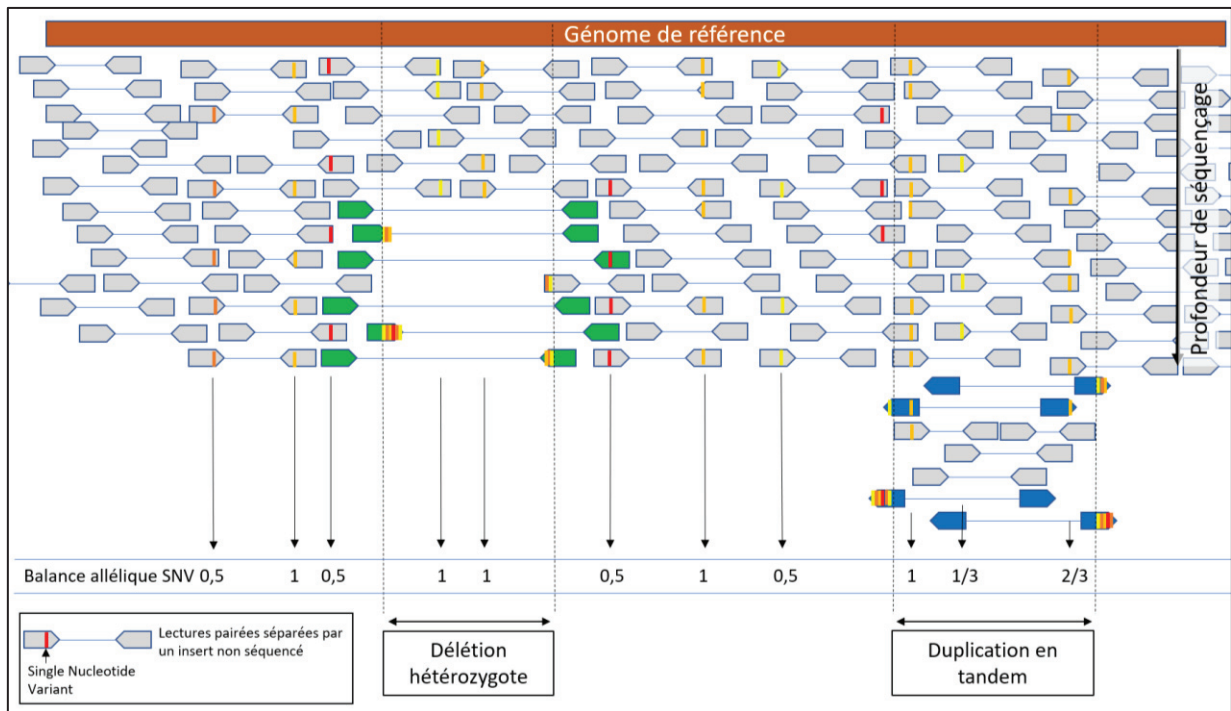 Génome de référence
Profondeur de séquençage
Balance allélique SNV 0,5 1 0,5 1 1 0,5 1 0,5 1 1/3 2/3
Lectures pairées séparées par
un insert non séquencé
Single Nucleotide
Variant
Délétion
hétérozygote
Duplication en
tandem